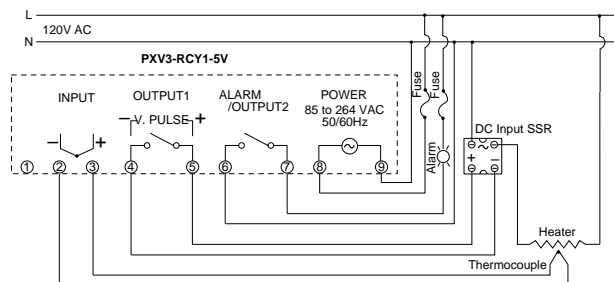 L
120V AC
N
PXV3-RCY1-5V
INPUT
OUTPUT1
ALARM
/OUTPUT2
POWER
85 to 264 VAC
50/60Hz
Fuse
Fuse
− V. PULSE +
− +
DC Input SSR
Alarm
+ −
① ② ③ ④ ⑤ ⑥ ⑦ ⑧ ⑨
Heater
Thermocouple